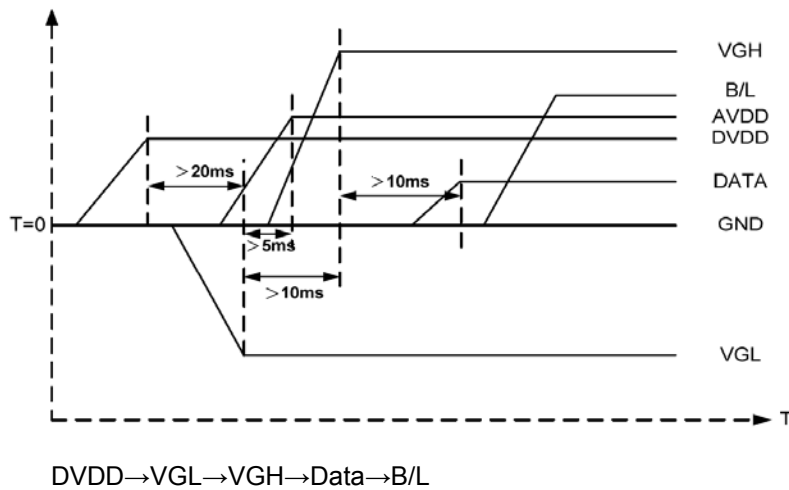 VGH
B/L
AVDD
DVDD
>20ms
>10ms
DATA
T=0
GND
>5ms
>10ms
VGL
T
DVDD→VGL→VGH→Data→B/L